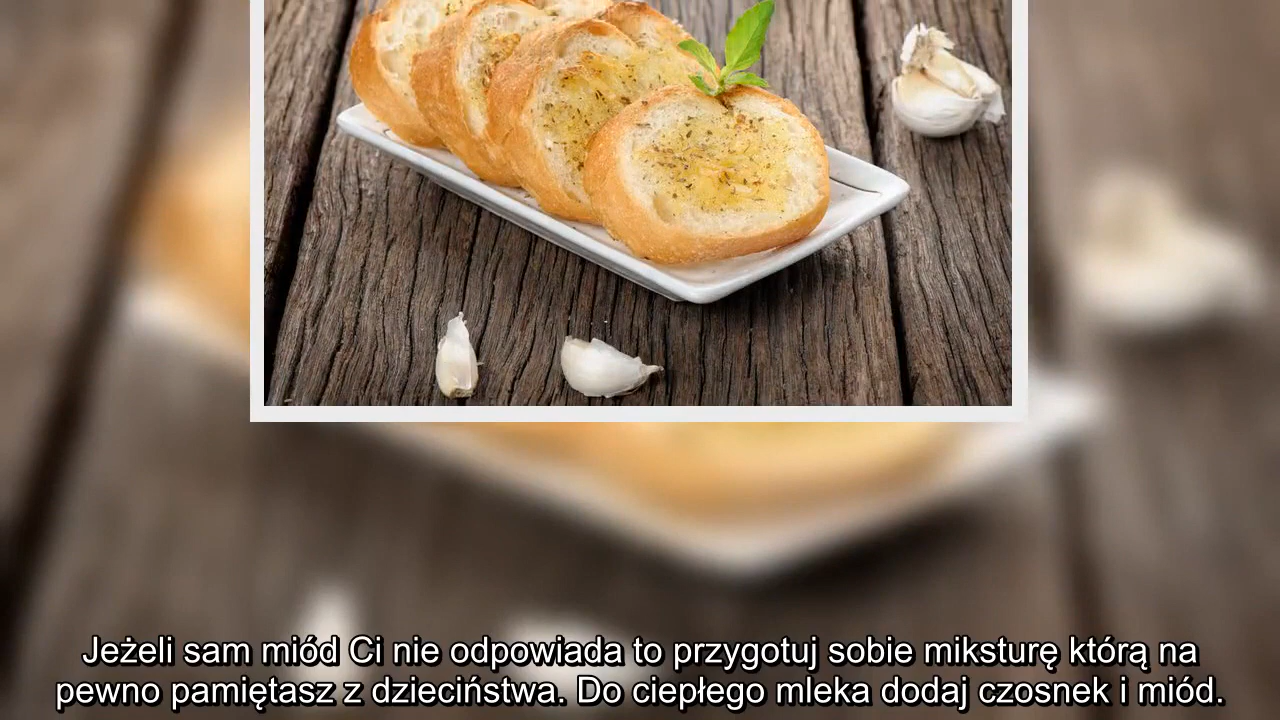 Jeżeli sam miód Ci nie odpowiada to przygotuj sobie miksturę którą na
pewno pamiętasz z dzieciństwa. Do ciepłego mleka dodaj czosnek i miód.